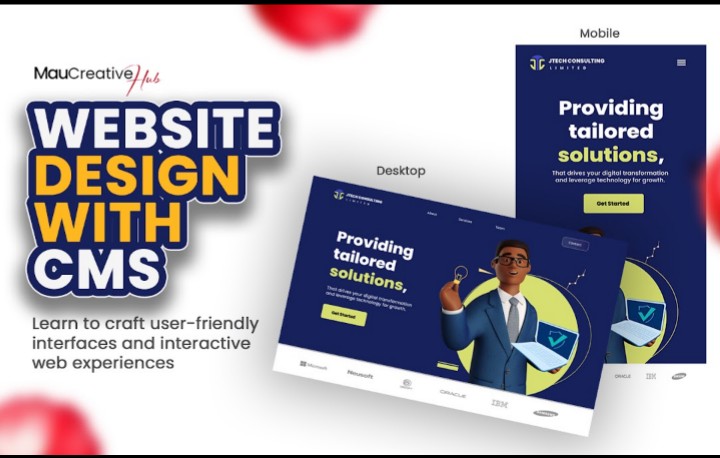 MauCreative Hub
WEBSITE
DESIGN
WITH
CMS
Learn to craft user-friendly
interfaces and interactive
web experiences
Desktop
JTECH CONSULTING
LIMITED
About
Services
Team
Contact
Providing
tailored
solutions,
That drives your digital transformation
and leverage technology for growth.
Get Started
Microsoft
ORACLE
IBM
SAMSUNG
Mobile
JTECH CONSULTING
LIMITED
Providing
tailored
solutions,
That drives your digital transformation
and leverage technology for growth.
Get Started
ORACLE
IBM
SAMSUNG